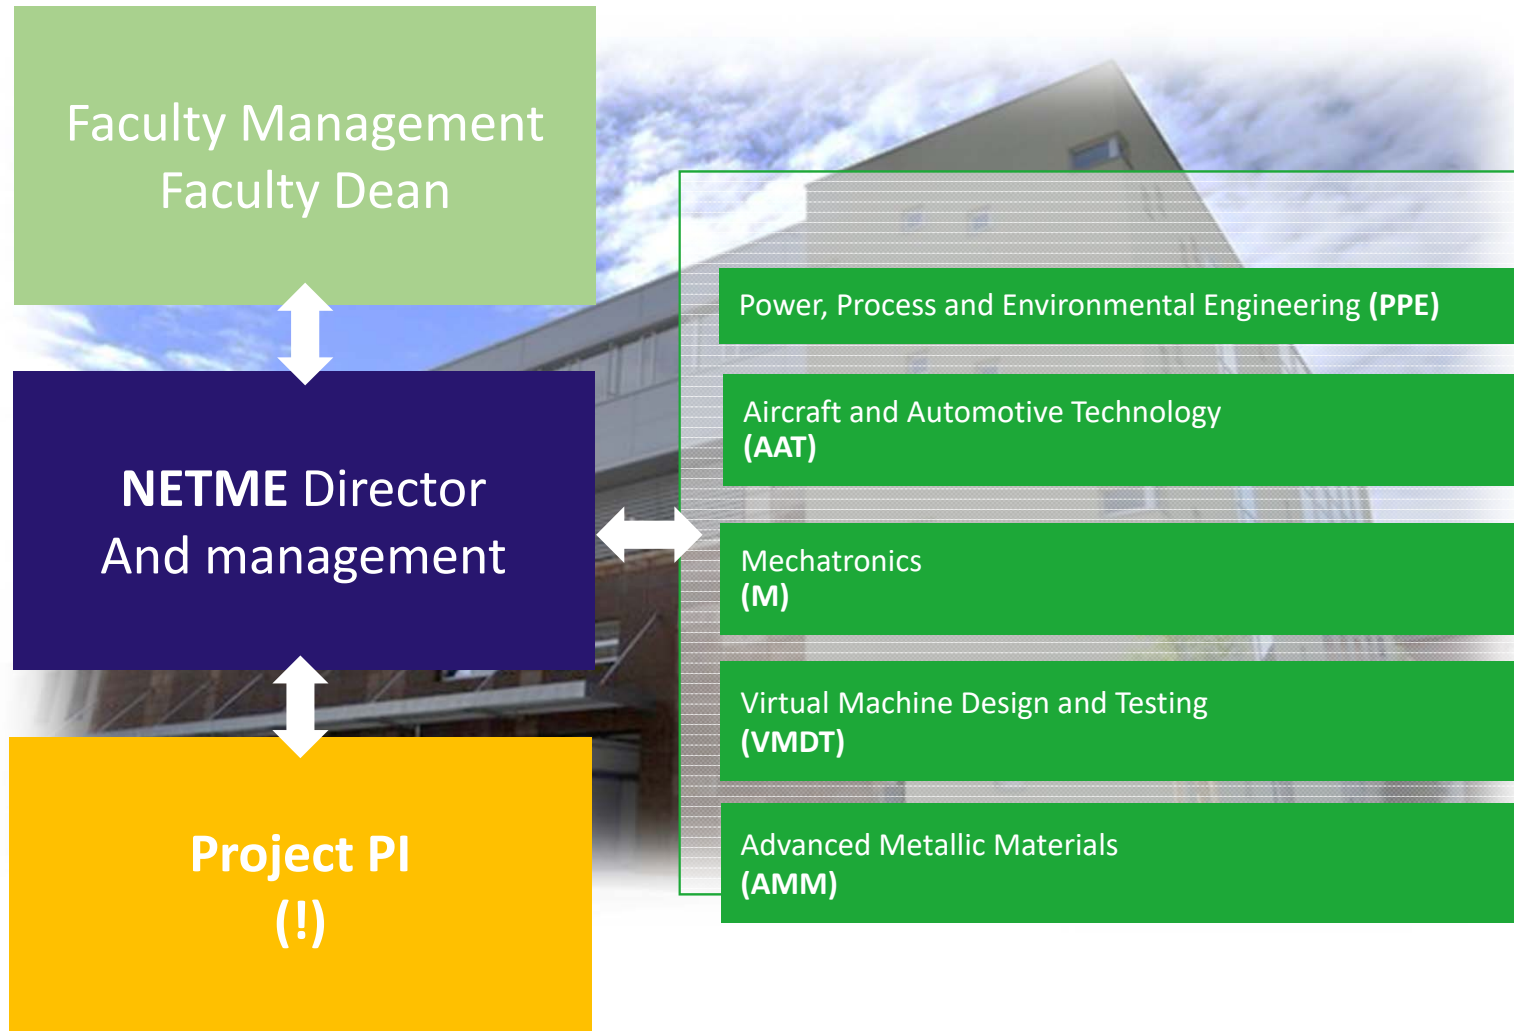 Faculty Management
Faculty Dean
NETME Director
And management
Project PI
(!)
Power, Process and Environmental Engineering (PPE)
Aircraft and Automotive Technology
(AAT)
Mechatronics
(M)
Virtual Machine Design and Testing
(VMDT)
Advanced Metallic Materials
(AMM)